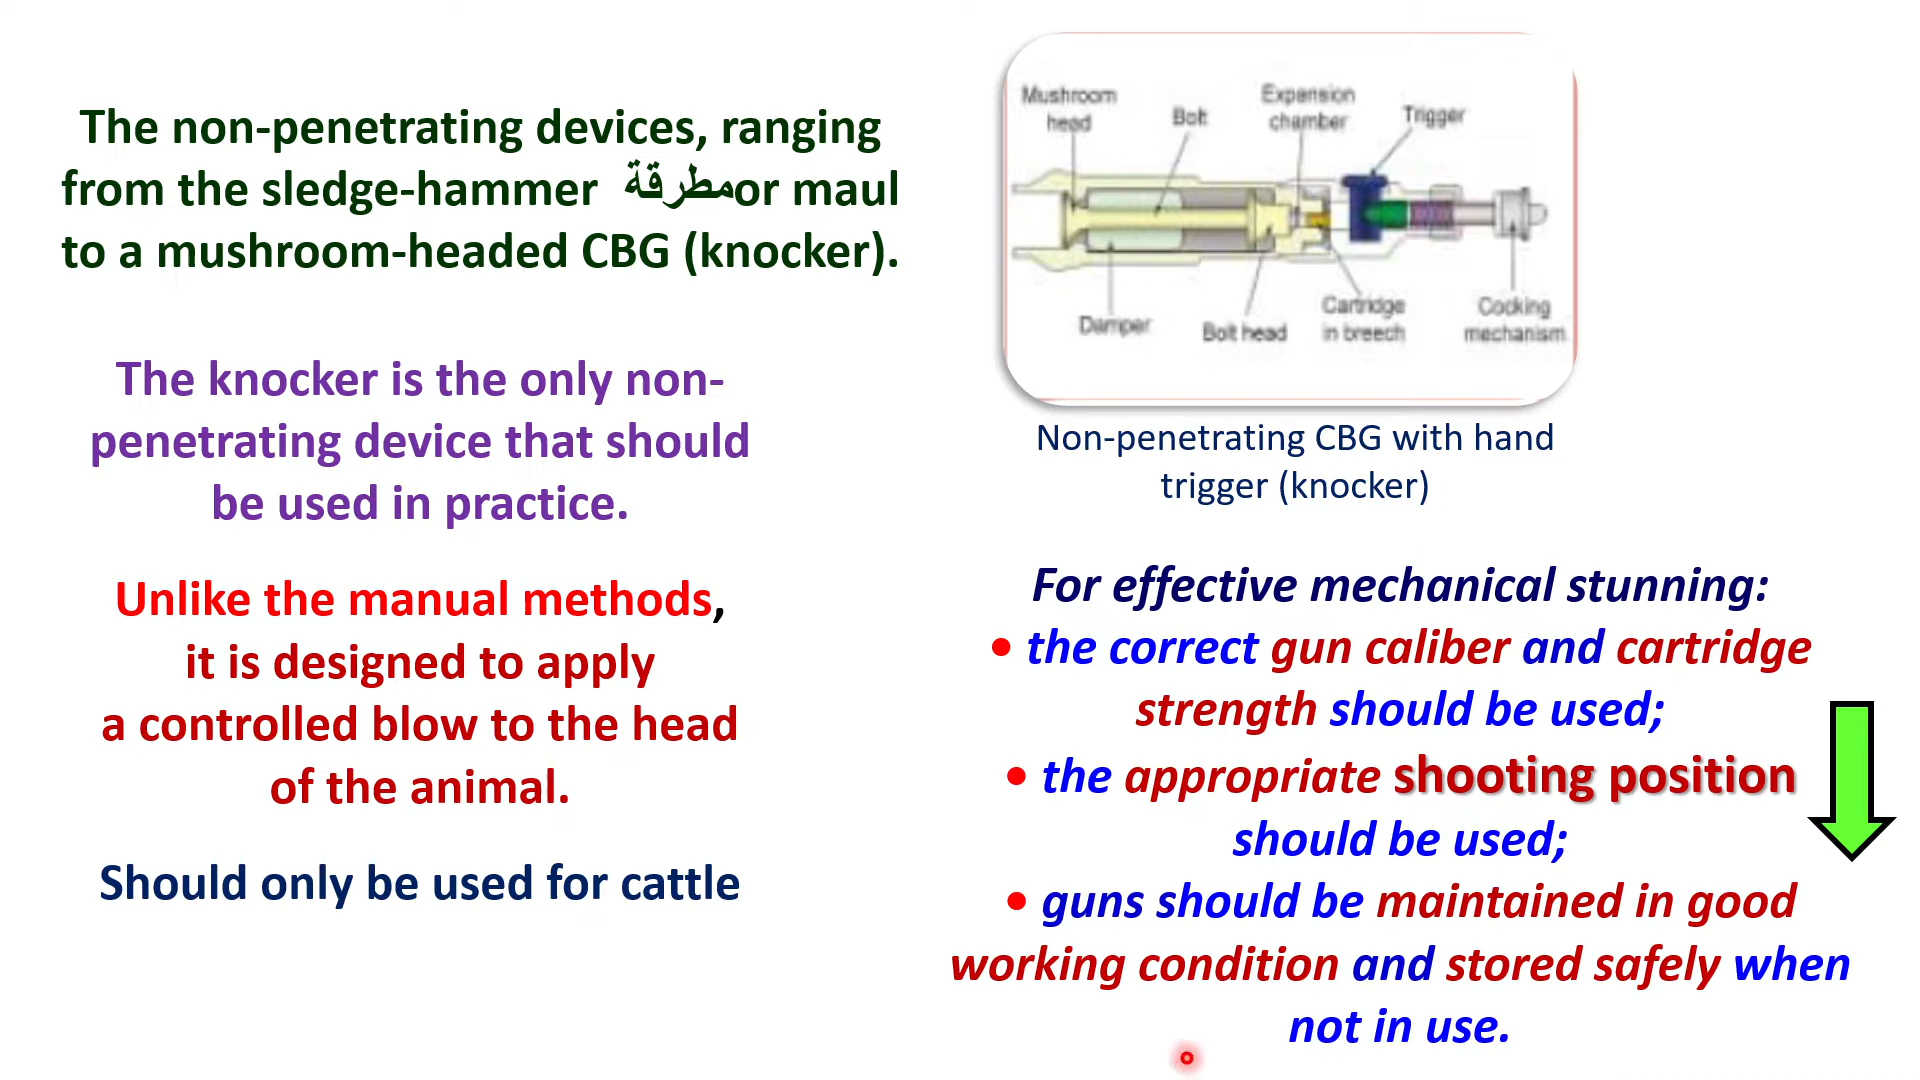 The non-penetrating devices, ranging
from the sledge-hammer مطرقة or maul
to a mushroom-headed CBG (knocker).
The knocker is the only non-
penetrating device that should
be used in practice.
Unlike the manual methods,
it is designed to apply
a controlled blow to the head
of the animal.
Should only be used for cattle
Mushroom
head
Bolt
Expansion
chamber
Trigger
Damper
Bolt head
Cartridge
in breech
Cocking
mechanism
Non-penetrating CBG with hand
trigger (knocker)
For effective mechanical stunning:
• the correct gun caliber and cartridge
strength should be used;
• the appropriate shooting position
should be used;
• guns should be maintained in good
working condition and stored safely when
not in use.